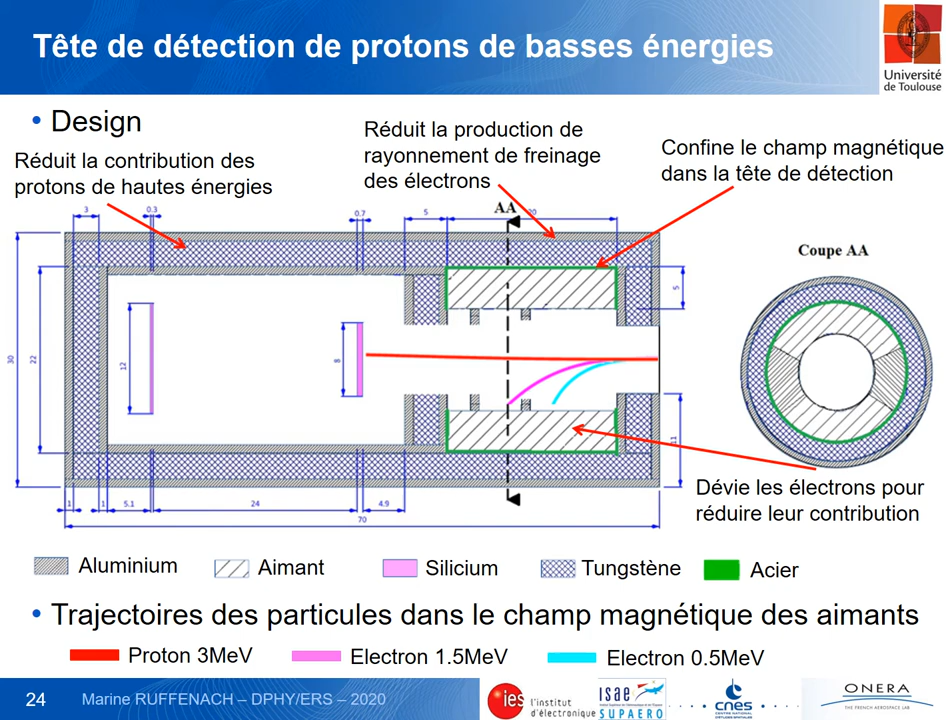 Tête de détection de protons de basses énergies
Université
de Toulouse
• Design
Réduit la contribution des
protons de hautes énergies
Réduit la production de
rayonnement de freinage
des électrons
Confine le champ magnétique
dans la tête de détection
3
0.3
0.7
5
AA
20
Coupe AA
30
22
12
8
5
11
1
1
5.1
24
4.9
70
Dévie les électrons pour
réduire leur contribution
Aluminium
Aimant
Silicium
Tungstène
Acier
• Trajectoires des particules dans le champ magnétique des aimants
Proton 3MeV
Electron 1.5MeV
Electron 0.5MeV
24
Marine RUFFENACH – DPHY/ERS – 2020
ies
l'institut
d'électronique
isae
SUPAERO
cnes
ONERA
THE FRENCH AEROSPACE LAB